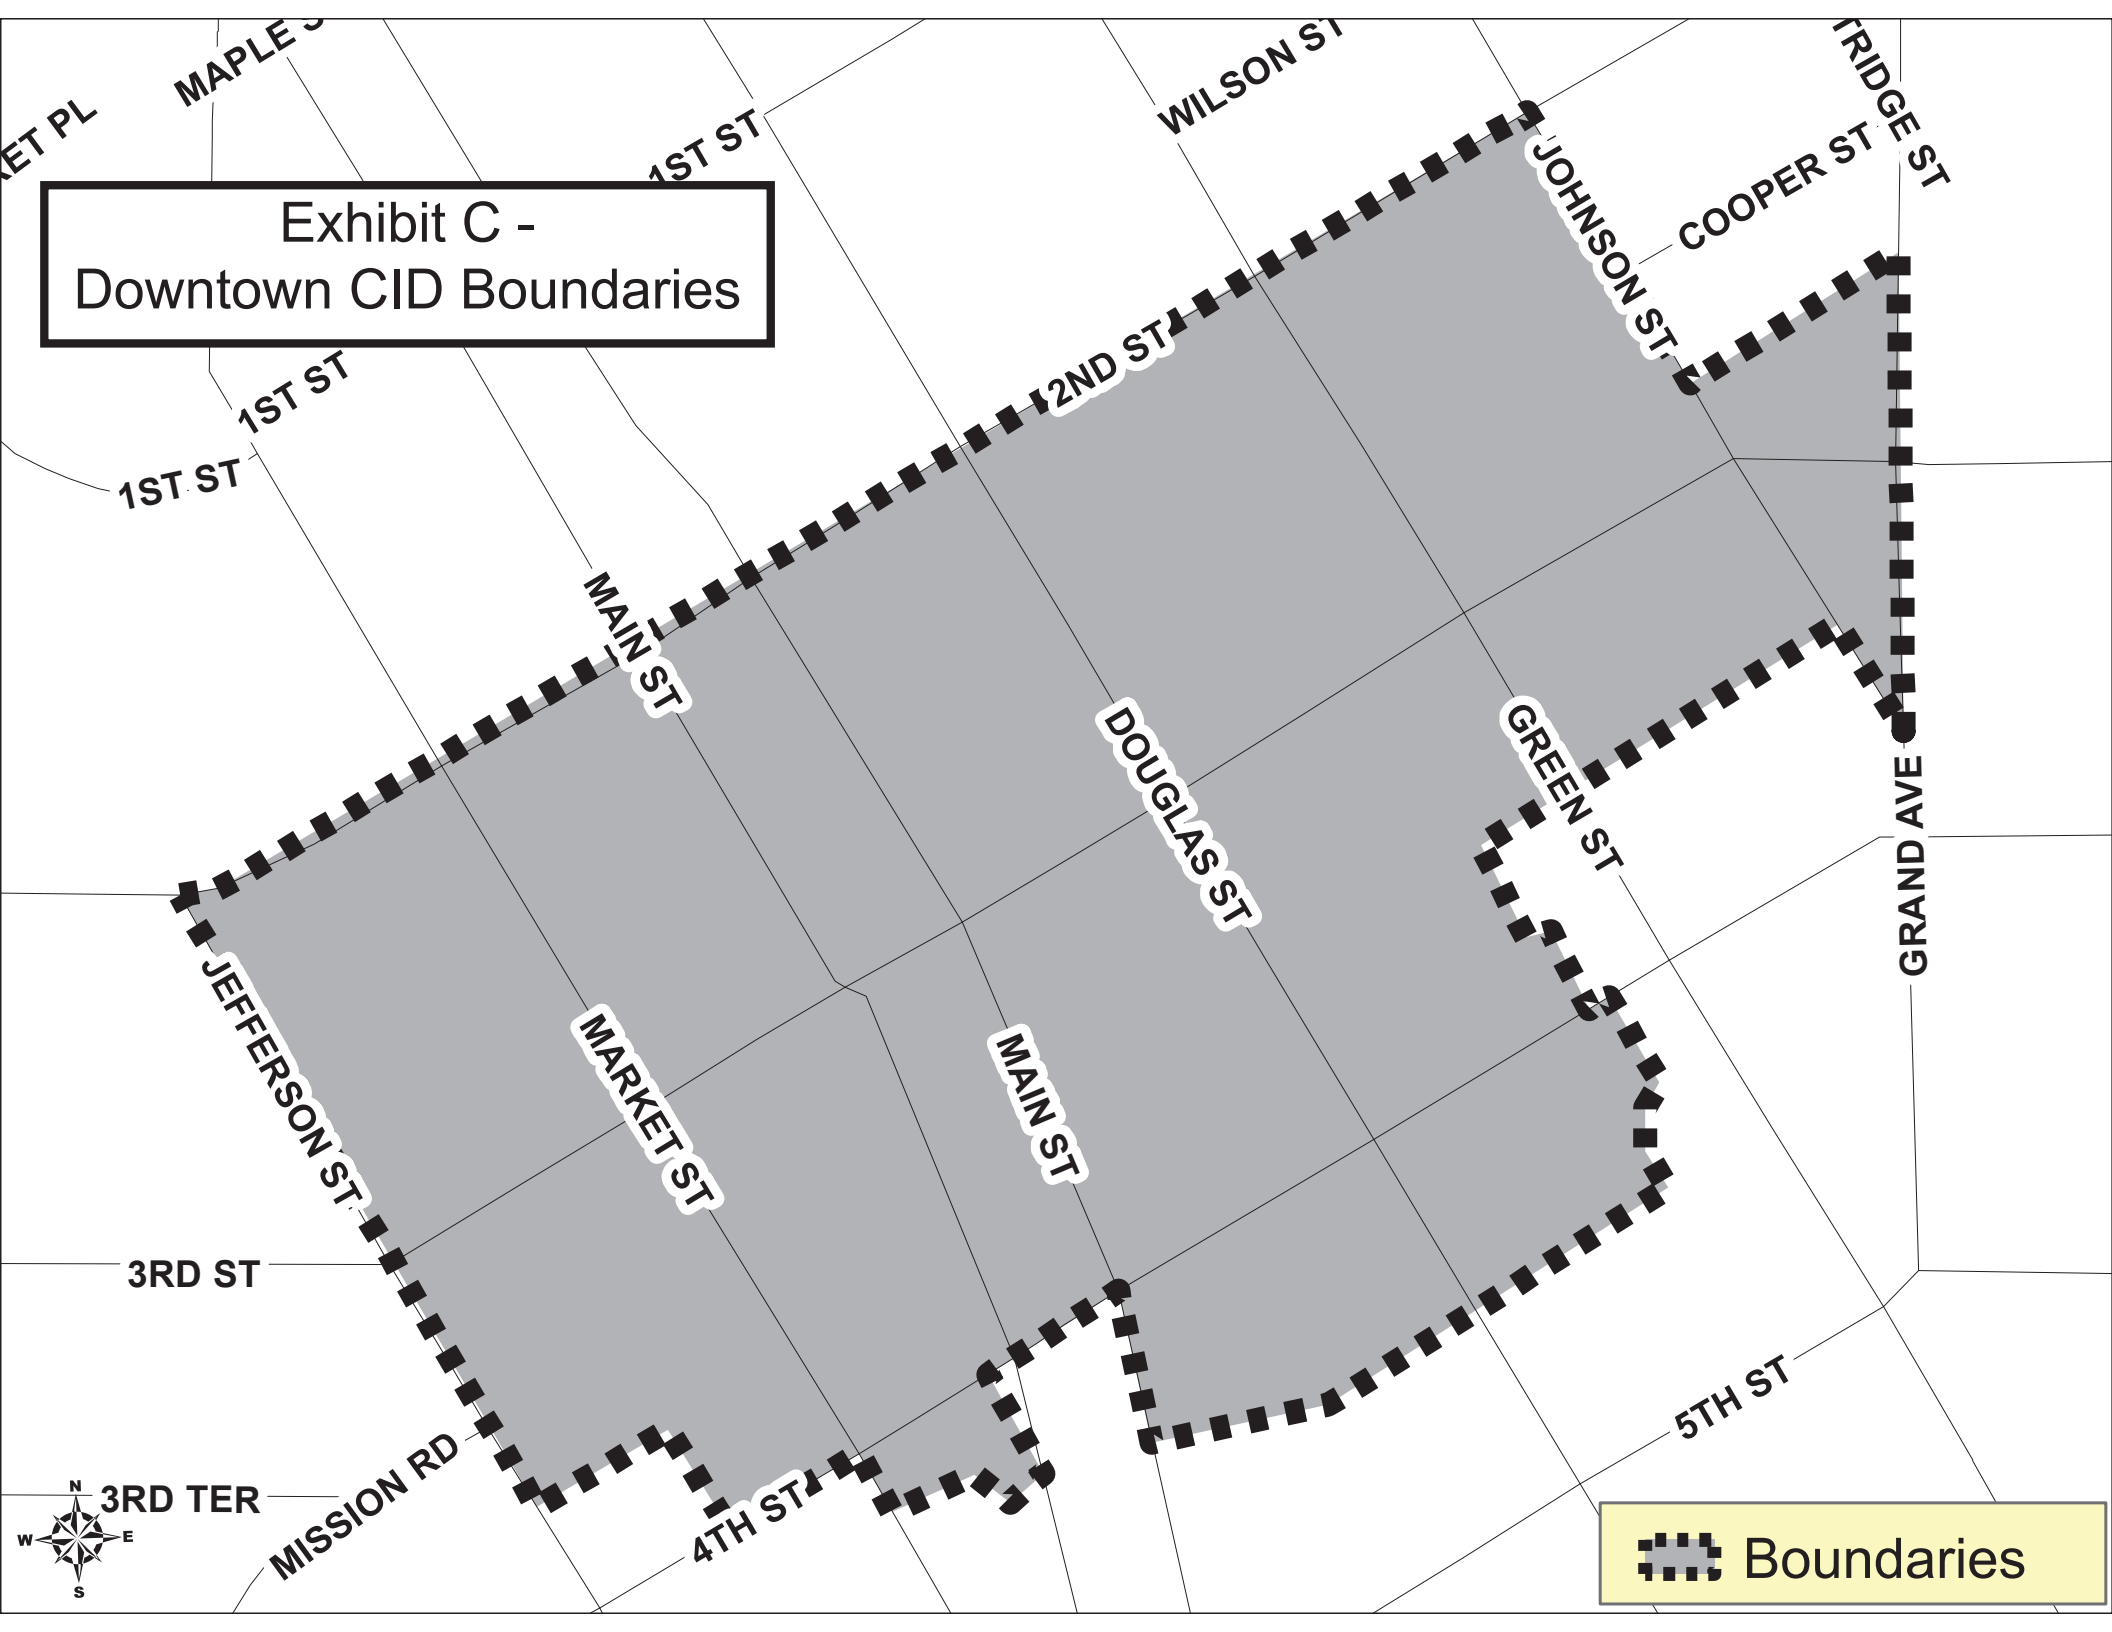 MAPLE S
WILSON ST
TRIDGE ST
1ST ST
COOPER ST
JOHNSON ST
Exhibit C -
Downtown CID Boundaries
2ND ST
1ST ST
1ST ST
MAIN ST
DOUGLAS ST
GREEN ST
GRAND AVE
JEFFERSON ST
MARKET ST
MAIN ST
3RD ST
5TH ST
MISSION RD
3RD TER
4TH ST
N
W
E
S
Boundaries